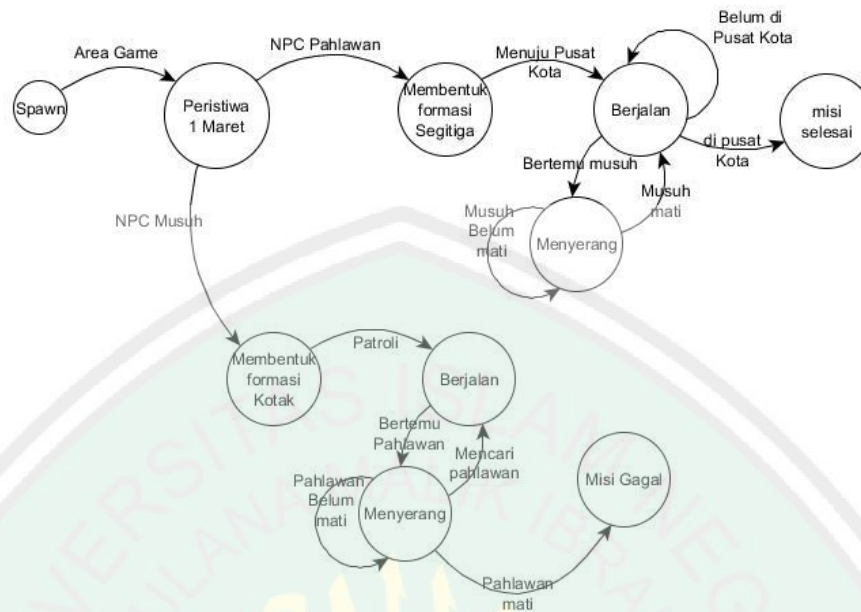 Spawn
Area Game
Peristiwa
1 Maret
NPC Pahlawan
Membentuk
formasi
Segitiga
Menuju Pusat
Kota
Berjalan
Belum di
Pusat Kota
di pusat
Kota
misi
selesai
Bertemu musuh
Musuh
mati
Musuh
Belum
mati
Menyerang
NPC Musuh
Membentuk
formasi
Kotak
Patroli
Berjalan
Bertemu
Pahlawan
Mencari
pahlawan
Pahlawan
Belum
mati
Menyerang
Pahlawan
mati
Misi Gagal